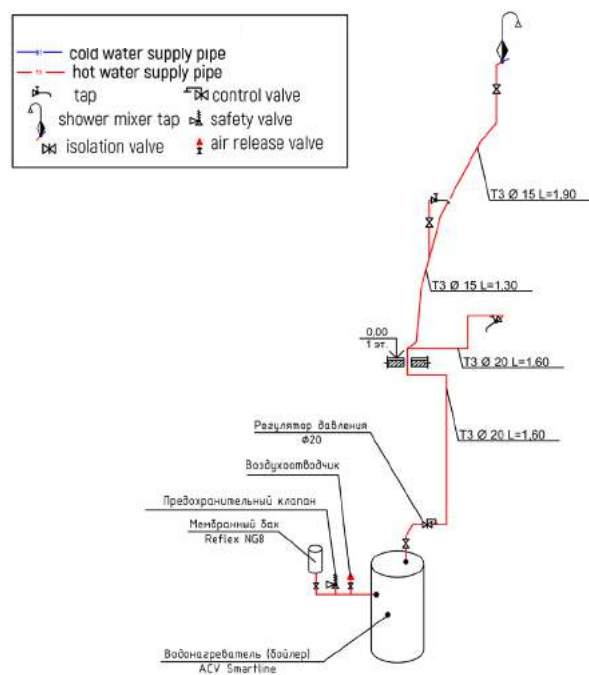 cold water supply pipe
T3
hot water supply pipe
tap
control valve
shower mixer tap
safety valve
isolation valve
air release valve
T3 Ø 15 L=1,90
T3 Ø 15 L=1,30
0,00
1 эт.
T3 Ø 20 L=1,60
T3 Ø 20 L=1,60
Регулятор давления
Ø20
Воздухоотводчик
Предохранительный клапан
Мембранный бак
Reflex NG8
Водонагреватель (бойлер)
ACV Smartline